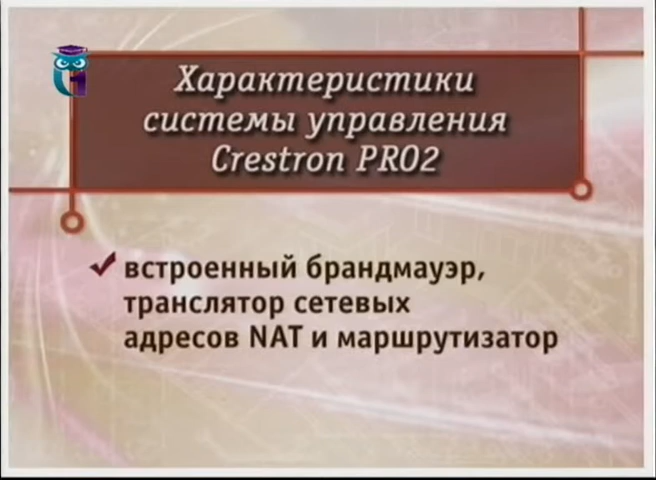 Характеристики
системы управления
Crestron PRO2
встроенный брандмауэр,
транслятор сетевых
адресов NAT и маршрутизатор